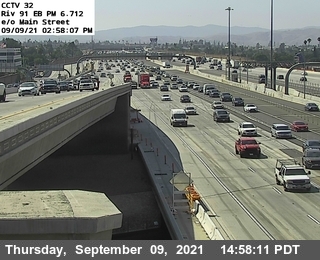 CCTV 32
Riv 91 EB PM 6.712
e/o Main Street
09/09/21 02:58:07 PM
Thursday, September 09, 2021 14:58:11 PDT